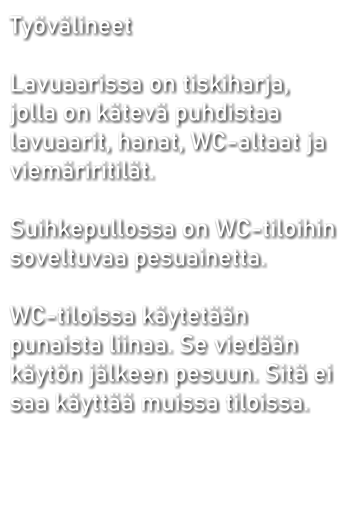 Työvälineet
Lavuaarissa on tiskiharja,
jolla on kätevä puhdistaa
lavuaarit, hanat, WC-altaat ja
viemäriritilät.
Suihkepullossa on WC-tiloihin
soveltuvaa pesuainetta.
WC-tiloissa käytetään
punaista liinaa. Se viedään
käytön jälkeen pesuun. Sitä ei
saa käyttää muissa tiloissa.